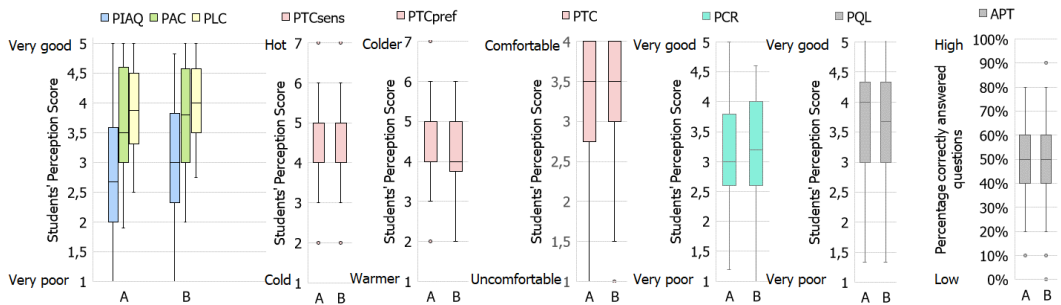 PIAQ PAC PLC
Very good
Students' Perception Score
5
4,5
4
3,5
3
2,5
2
1,5
1
Very poor
A B
PTCsens
Hot
Students' Perception Score
7
6
5
4
3
2
1
Cold
A B
PTCpref
Colder
Students' Perception Score
7
6
5
4
3
2
1
Warmer
A B
PTC
Comfortable
Students' Perception Score
4
3,5
3
2,5
2
1,5
1
Uncomfortable
A B
PCR
Very good
Students' Perception Score
5
4,5
4
3,5
3
2,5
2
1,5
1
Very poor
A B
PQL
Very good
Students' Perception Score
5
4,5
4
3,5
3
2,5
2
1,5
1
Very poor
A B
APT
High
Percentage correctly answered
questions
100%
90%
80%
70%
60%
50%
40%
30%
20%
10%
0%
Low
A B